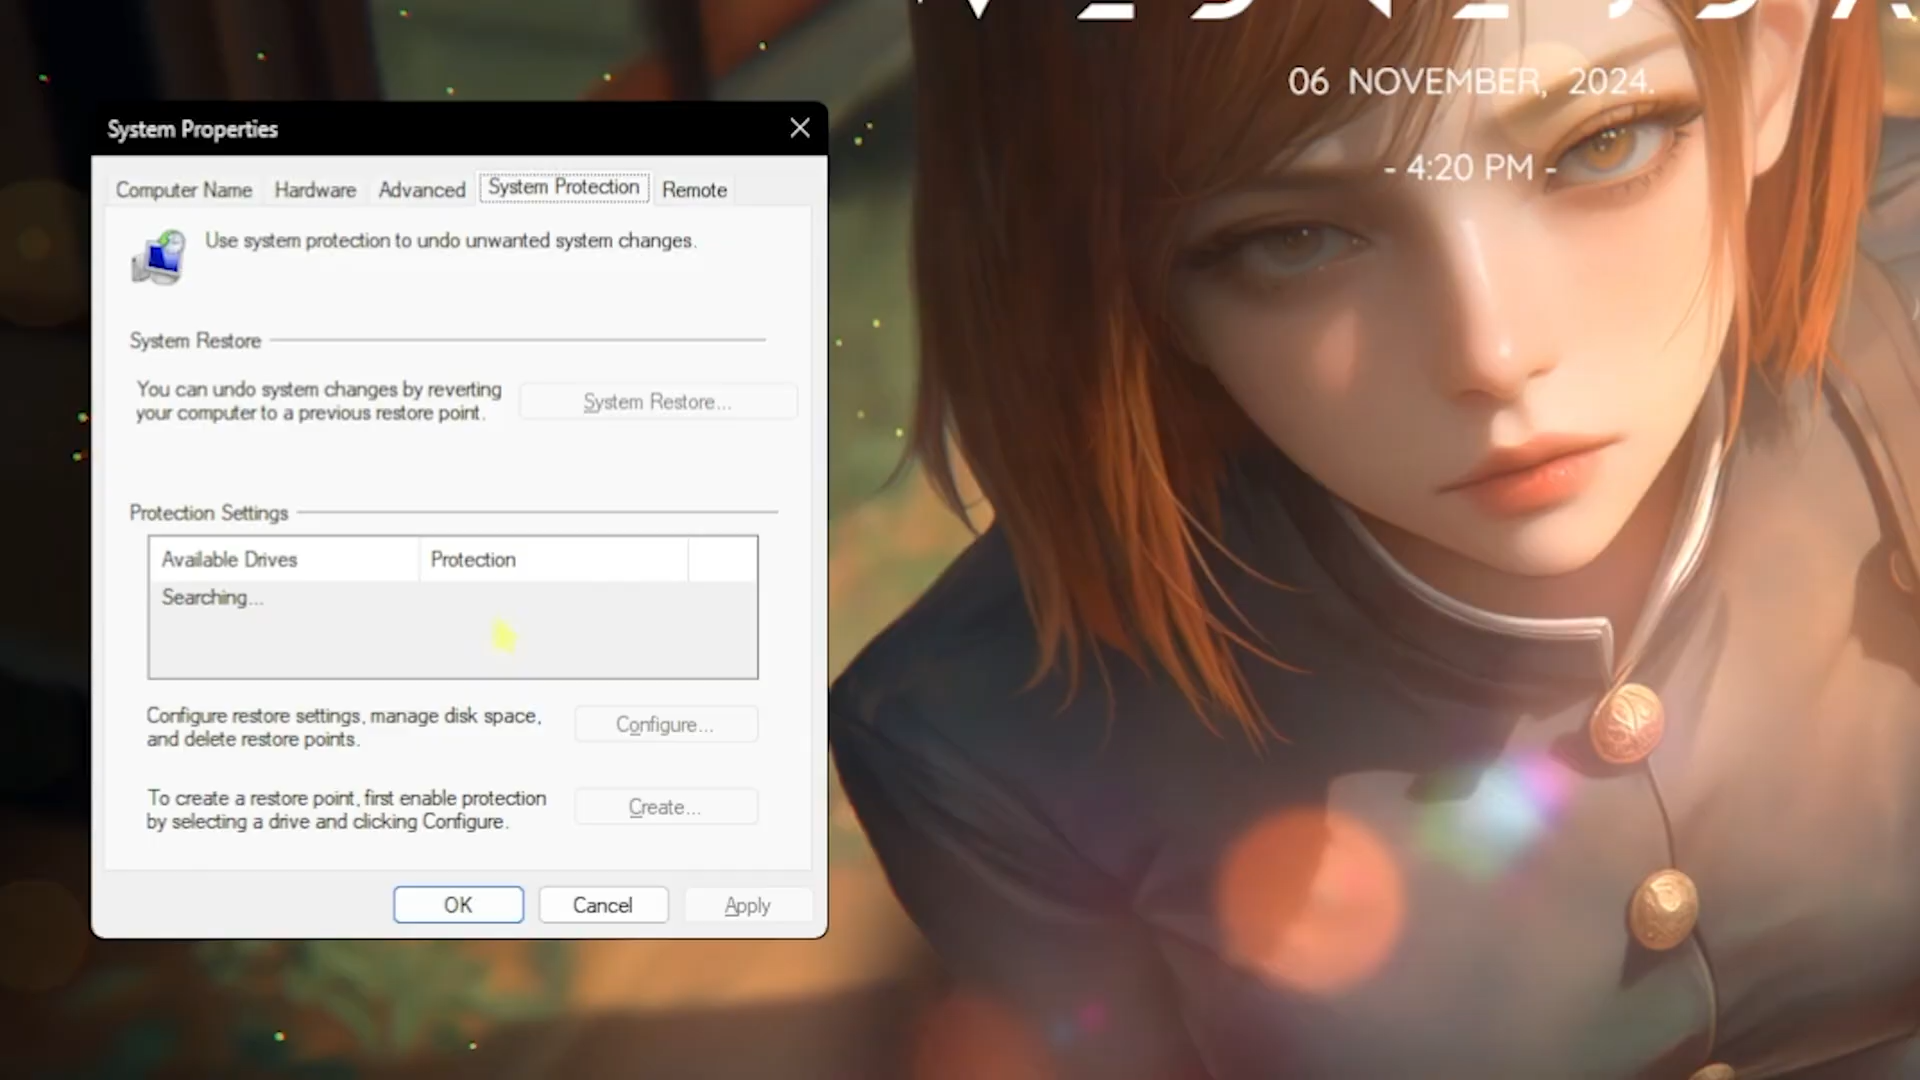 06 NOVEMBER, 2024.
- 4:20 PM -
System Properties
Computer Name
Hardware
Advanced
System Protection
Remote
Use system protection to undo unwanted system changes.
System Restore
You can undo system changes by reverting
your computer to a previous restore point.
System Restore...
Protection Settings
Available Drives
Protection
Searching...
Configure restore settings, manage disk space,
and delete restore points.
Configure...
To create a restore point, first enable protection
by selecting a drive and clicking Configure.
Create...
OK
Cancel
Apply